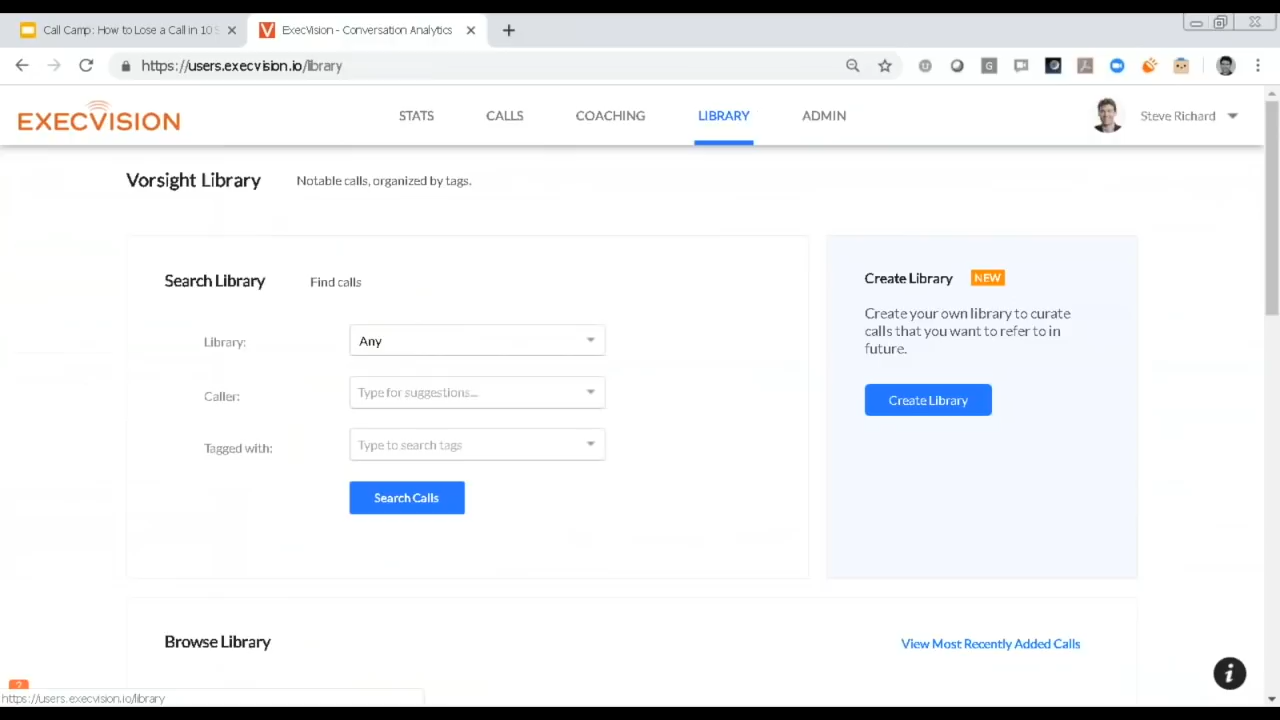 Call Camp: How to Lose a Call in 10 S
ExecVision - Conversation Analytics
https://users.execvision.io/library
EXECVISION
STATS
CALLS
COACHING
LIBRARY
ADMIN
Steve Richard
Vorsight Library
Notable calls, organized by tags.
Search Library
Find calls
Library:
Any
Caller:
Type for suggestions...
Tagged with:
Type to search tags
Search Calls
Create Library
NEW
Create your own library to curate
calls that you want to refer to in
future.
Create Library
Browse Library
View Most Recently Added Calls
?
i
https://users.execvision.io/library